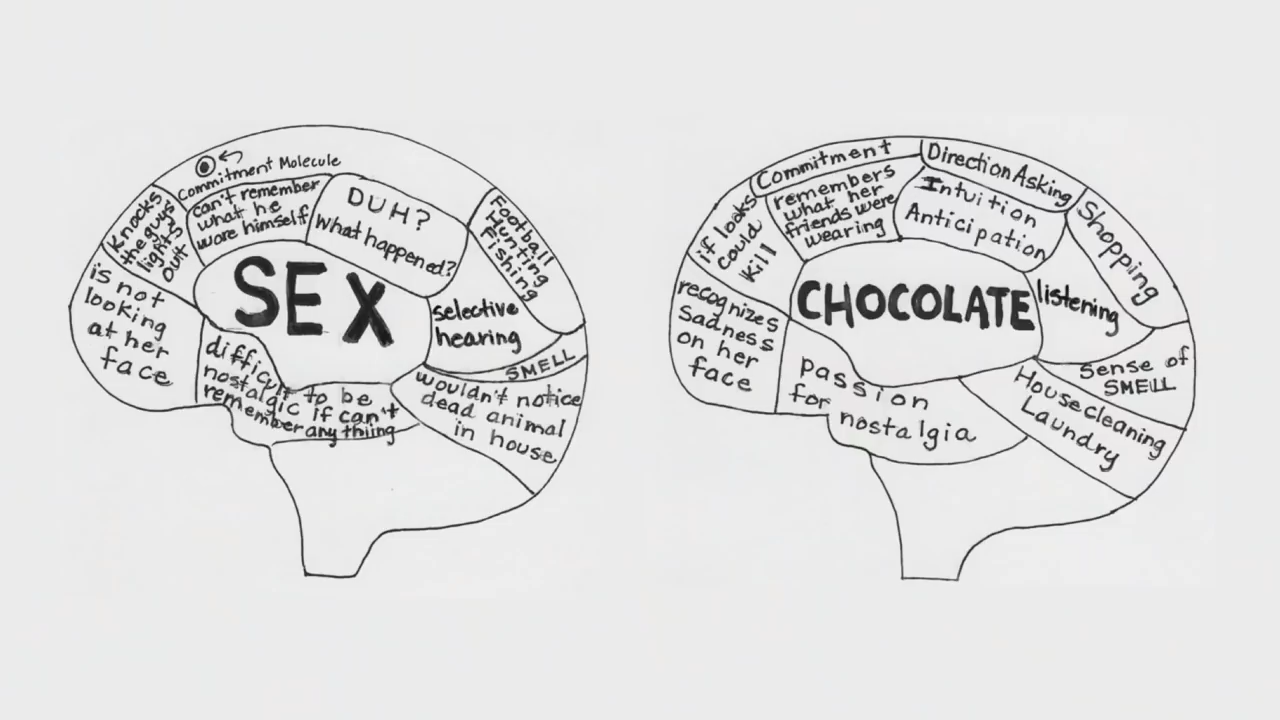 Commitment Molecule
can't remember
what he
wore himself
DUH?
What happened?
Football
Hunting
Fishing
Knocks
the guys
lights
out
is not
looking
at her
face
SEX
selective
hearing
SMELL
difficult to be
nostalgic if can't
remember any thiing
wouldn't notice
dead animal
in house
Commitment
Direction Asking
remembers
what her
friends were
wearing
Intuition
Anticipation
Shopping
if looks
could
kill
recognizes
sadness
on her
face
CHOCOLATE
listening
Sense of
SMELL
passion
for nostalgia
Housecleaning
Laundry